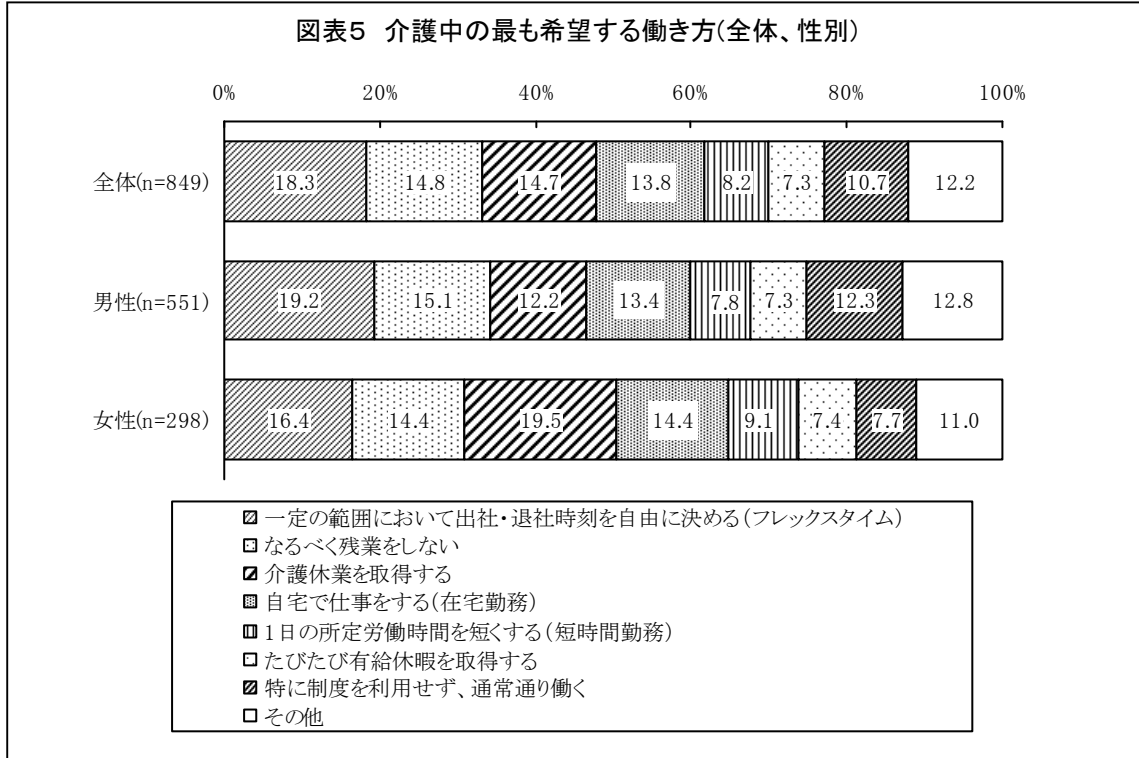 図表5 介護中の最も希望する働き方(全体、性別)
0% 20% 40% 60% 80% 100%
全体(n=849) 18.3 14.8 14.7 13.8 8.2 7.3 10.7 12.2
男性(n=551) 19.2 15.1 12.2 13.4 7.8 7.3 12.3 12.8
女性(n=298) 16.4 14.4 19.5 14.4 9.1 7.4 7.7 11.0
一定の範囲において出社・退社時刻を自由に決める(フレックスタイム)
なるべく残業をしない
介護休業を取得する
自宅で仕事をする(在宅勤務)
1日の所定労働時間を短くする(短時間勤務)
たびたび有給休暇を取得する
特に制度を利用せず、通常通り働く
その他